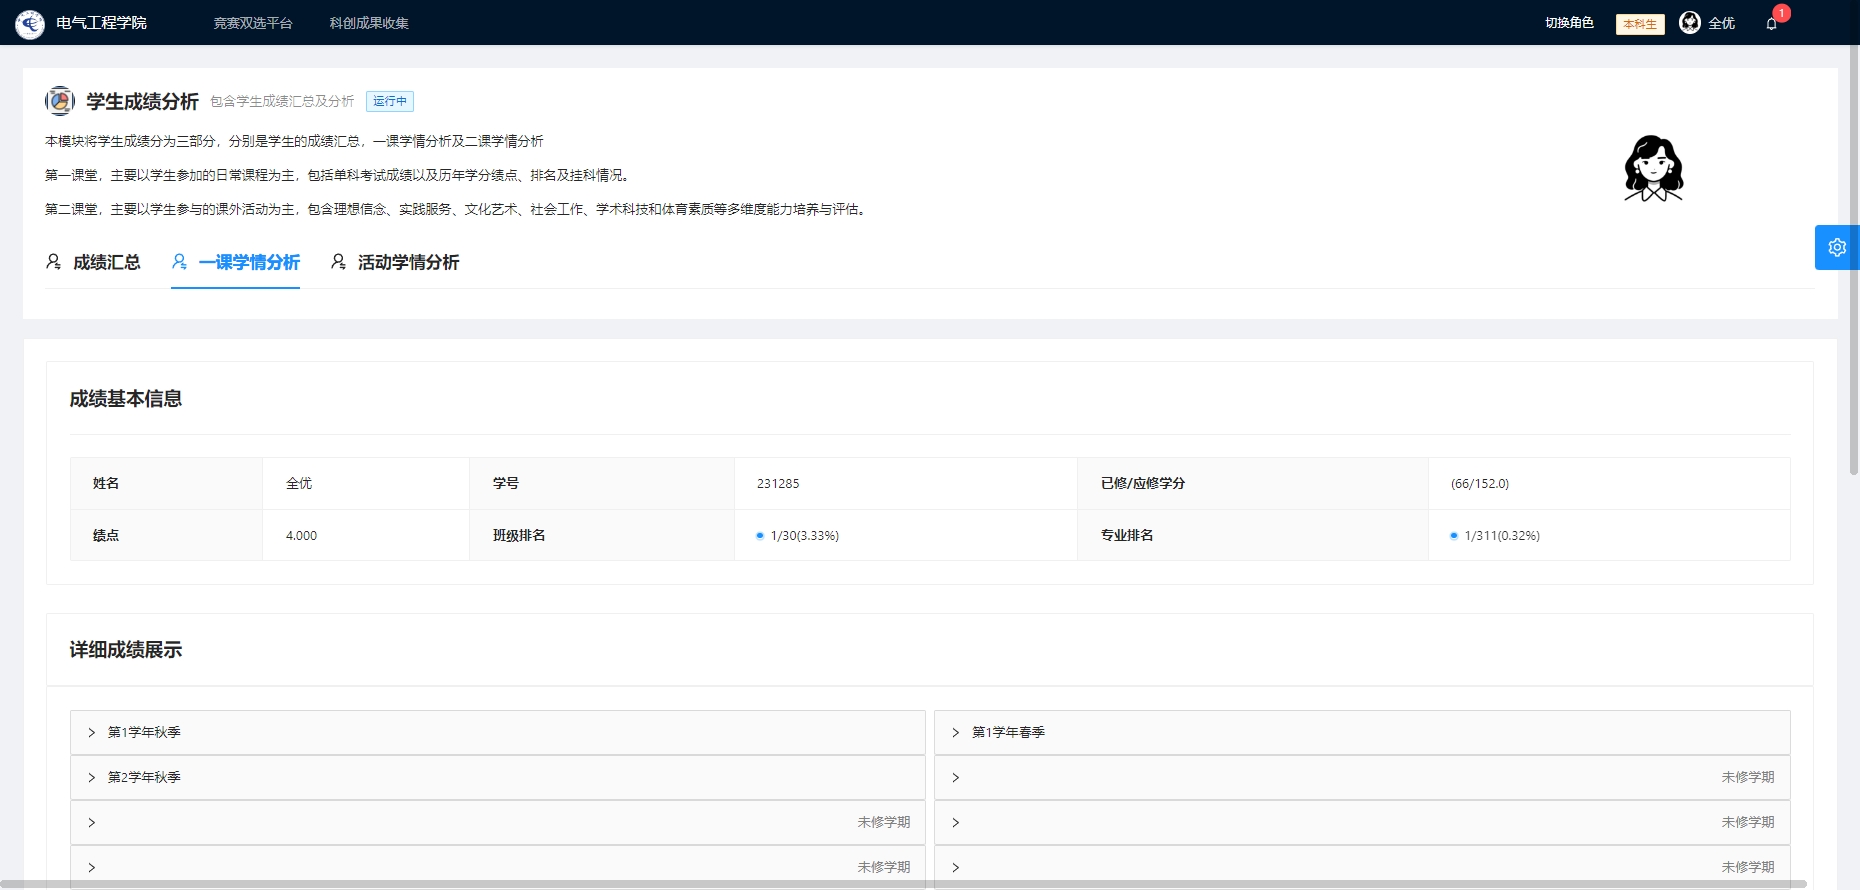 电气工程学院 竞赛双选平台 科创成果收集 切换角色 本科生 全优 1
学生成绩分析 包含学生成绩汇总及分析 运行中
本模块将学生成绩分为三部分，分别是学生的成绩汇总，一课学情分析及二课学情分析
第一课堂，主要以学生参加的日常课程为主，包括单科考试成绩以及历年学分绩点、排名及挂科情况。
第二课堂，主要以学生参与的课外活动为主，包含理想信念、实践服务、文化艺术、社会工作、学术科技和体育素质等多维度能力培养与评估。
成绩汇总 一课学情分析 活动学情分析
成绩基本信息
姓名 全优 学号 231285 已修/应修学分 (66/152.0)
绩点 4.000 班级排名 1/30(3.33%) 专业排名 1/311(0.32%)
详细成绩展示
第1学年秋季 第1学年春季
第2学年秋季 未修学期
未修学期 未修学期
未修学期 未修学期